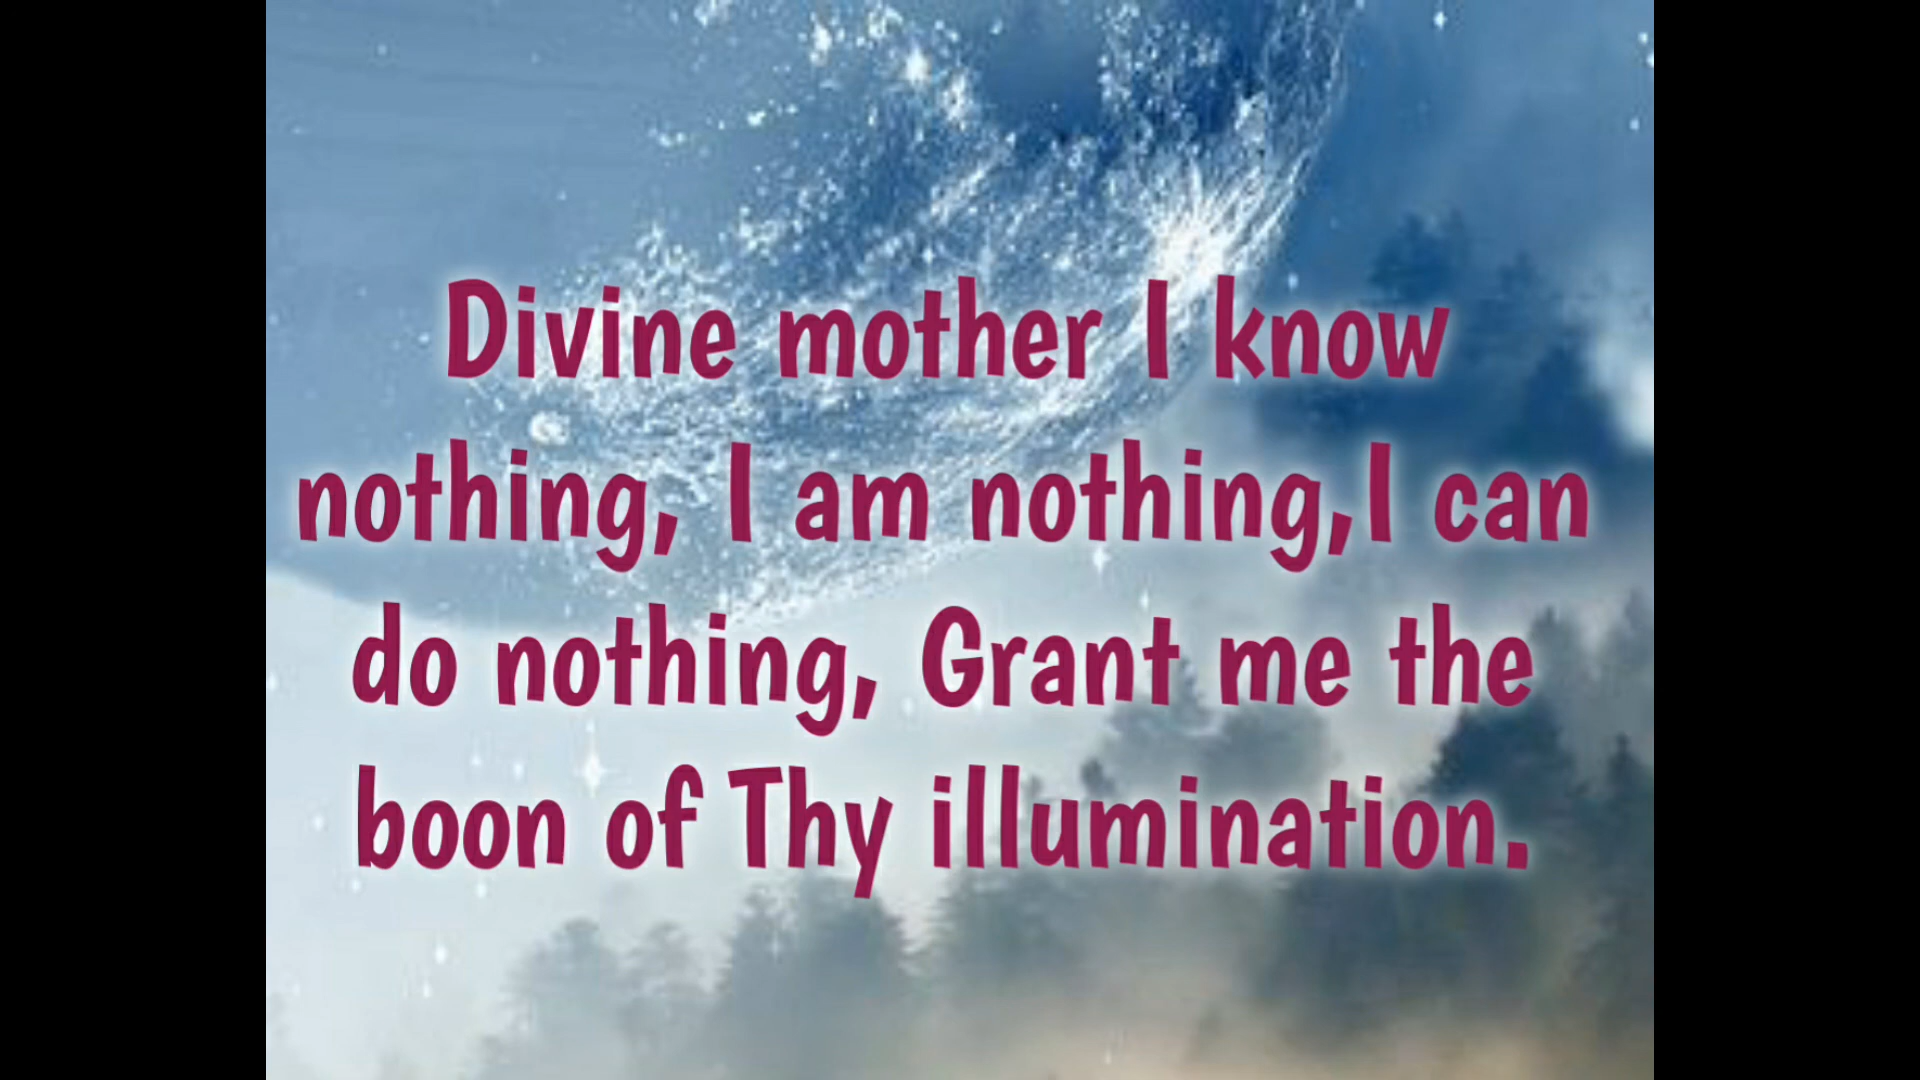 Divine mother I know
nothing, I am nothing,I can
do nothing, Grant me the
boon of Thy illumination.